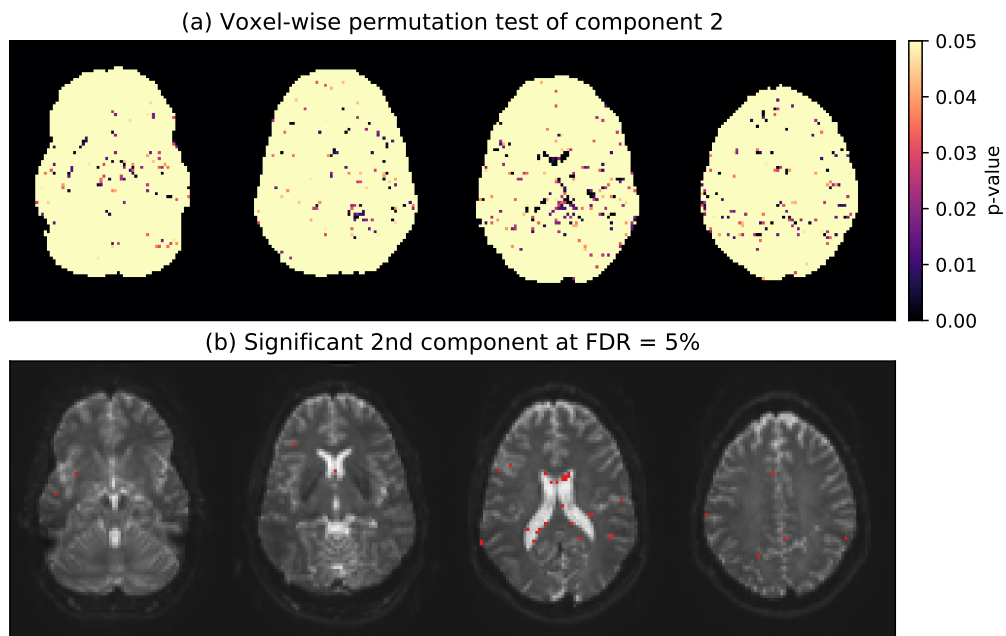 (a) Voxel-wise permutation test of component 2
0.05
0.04
0.03
0.02
0.01
0.00
p-value
(b) Significant 2nd component at FDR = 5%